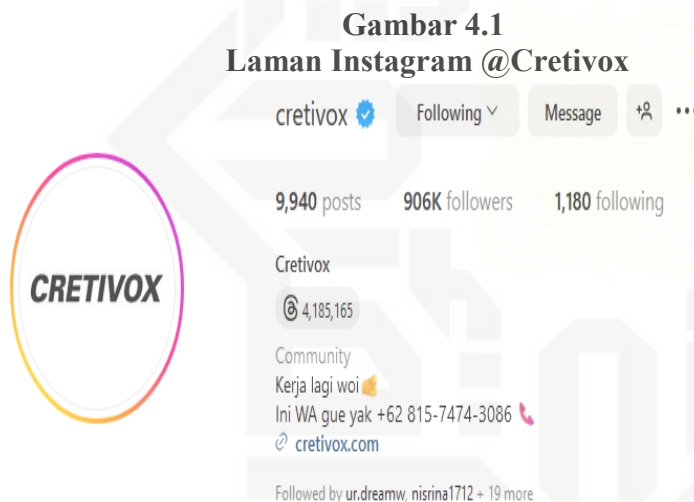 Gambar 4.1
Laman Instagram @Cretivox
cretivox Following Message
9,940 posts 906K followers 1,180 following
CRETIVOX
Cretivox
4,185,165
Community
Kerja lagi woi
Ini WA gue yak +62 815-7474-3086
cretivox.com
Followed by ur.dreamw, nisrina1712 + 19 more